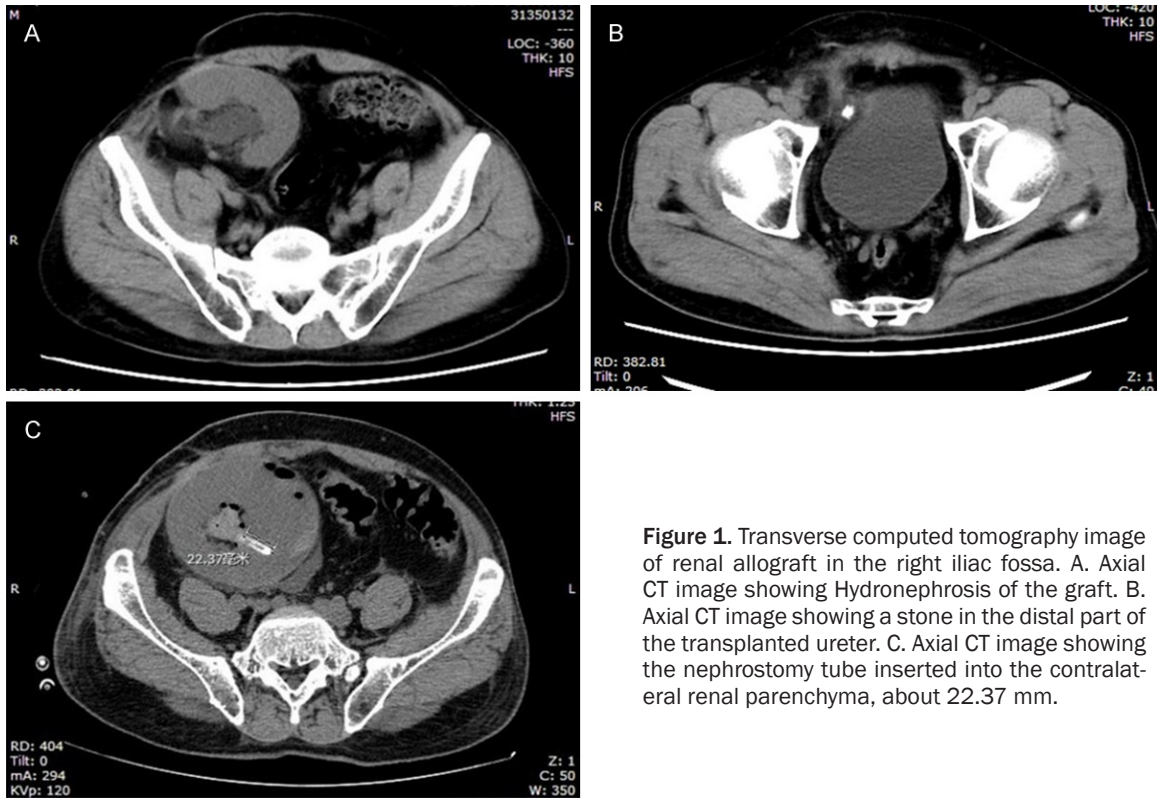 M
A
31350132
---
LOC: -360
THK: 10
HFS
R
L
B
LOC: -420
THK: 10
HFS
R
L
RD: 382.81
Tilt: 0
Z: 1
C
HFS
22.37毫米
R
L
RD: 404
Tilt: 0
mA: 294
KVp: 120
Z: 1
C: 50
W: 350
Figure 1. Transverse computed tomography image
of renal allograft in the right iliac fossa. A. Axial
CT image showing Hydronephrosis of the graft. B.
Axial CT image showing a stone in the distal part of
the transplanted ureter. C. Axial CT image showing
the nephrostomy tube inserted into the contralat-
eral renal parenchyma, about 22.37 mm.